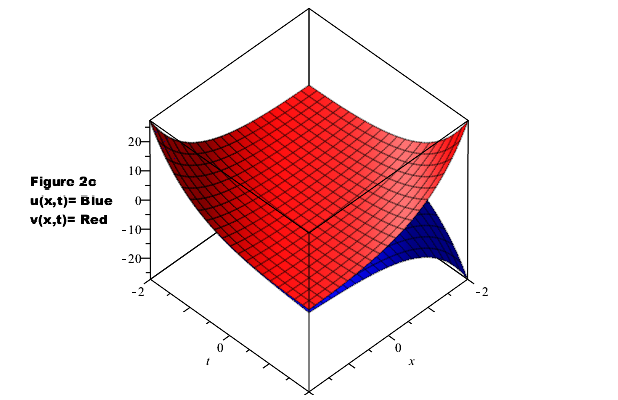 20
10
Figure 2c
u(x,t)= Blue
0
v(x,t)= Red
-10
-20
-2
-2
0
0
t
x